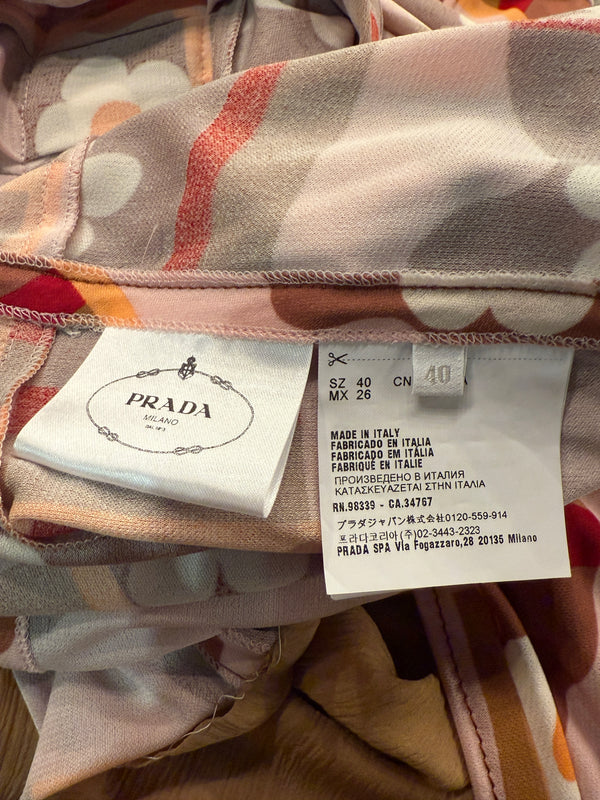 PRADA
MILANO
DAL 1913
SZ 40 CN
MX 26
40
MADE IN ITALY
FABRICADO EN ITALIA
FABRICADO EM ITÁLIA
FABRIQUÉ EN ITALIE
ПРОИЗВЕДЕНО В ИТАЛИЯ
ΚΑΤΑΣΚΕΥΑΖΕΤΑΙ ΣΤΗΝ ΙΤΑΛΙΑ
RN.98339 - CA.34767
プラダジャパン株式会社0120-559-914
프라다코리아(주)02-3443-2323
PRADA SPA Via Fogazzaro,28 20135 Milano